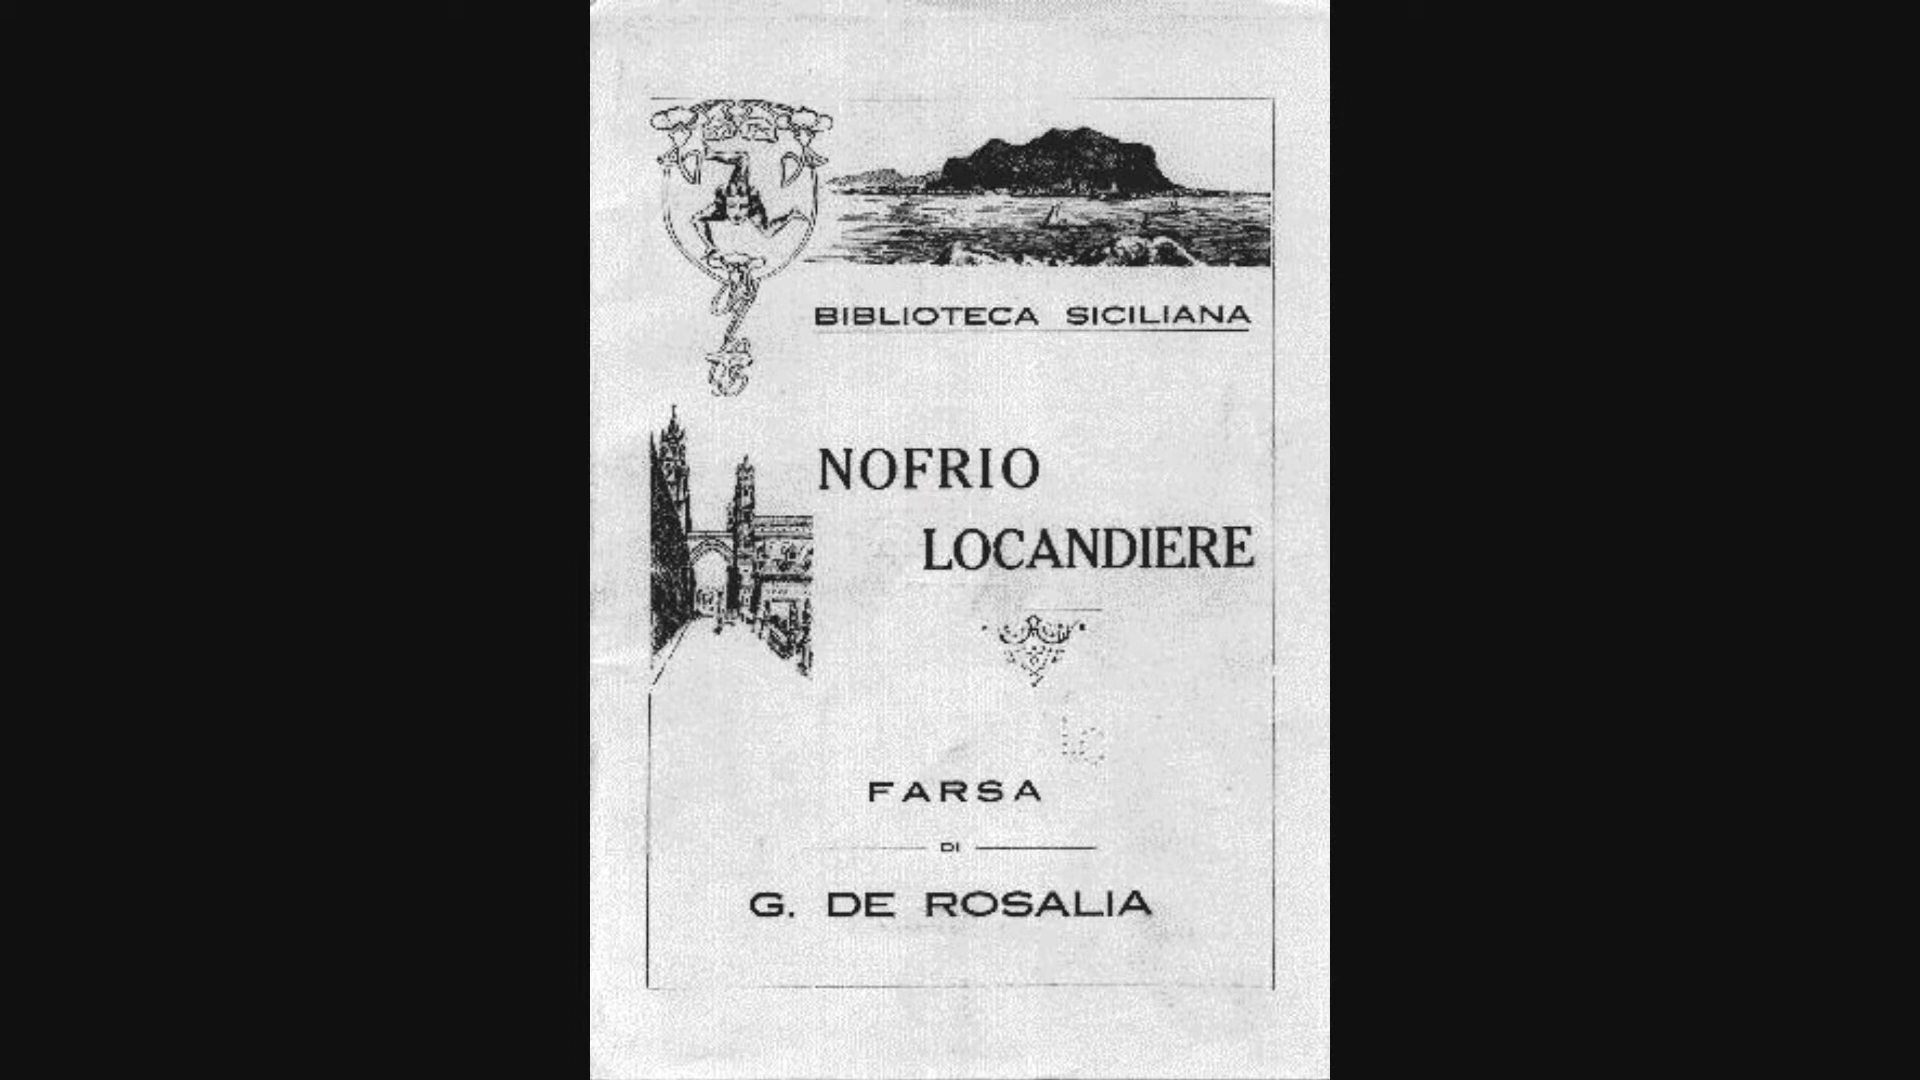 BIBLIOTECA SICILIANA
NOFRIO
LOCANDIERE
FARSA
DI
G. DE ROSALIA